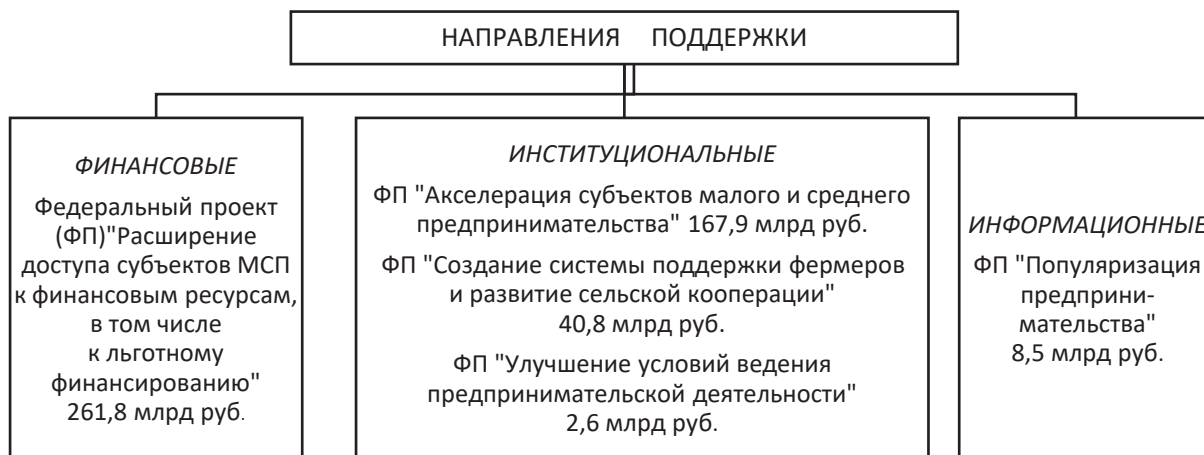 НАПРАВЛЕНИЯ ПОДДЕРЖКИ
ФИНАНСОВЫЕ
Федеральный проект
(ФП)"Расширение
доступа субъектов МСП
к финансовым ресурсам,
в том числе
к льготному
финансированию"
261,8 млрд руб.
ИНСТИТУЦИОНАЛЬНЫЕ
ФП "Акселерация субъектов малого и среднего
предпринимательства" 167,9 млрд руб.
ФП "Создание системы поддержки фермеров
и развитие сельской кооперации"
40,8 млрд руб.
ФП "Улучшение условий ведения
предпринимательской деятельности"
2,6 млрд руб.
ИНФОРМАЦИОННЫЕ
ФП "Популяризация
предприни-
мательства"
8,5 млрд руб.